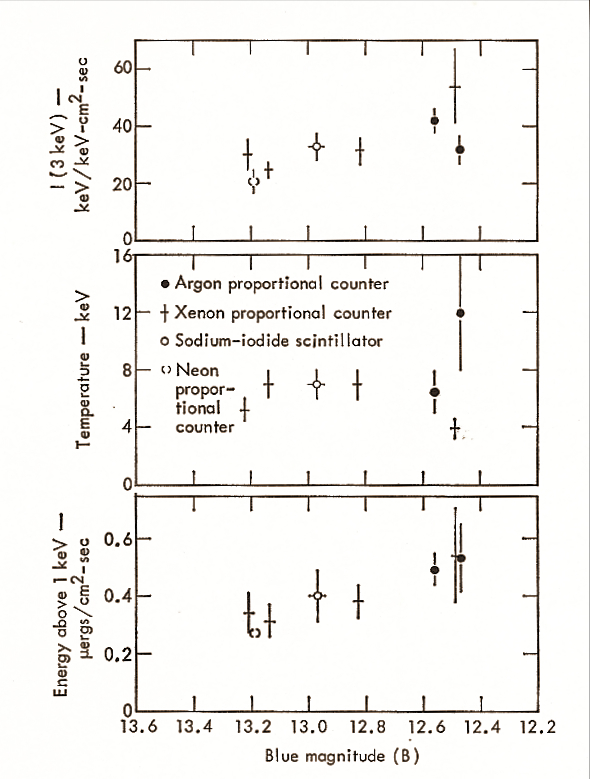 I (3 keV) —
keV/keV-cm²-sec
60
40
20
0
Temperature — keV
16
12
8
4
0
Argon proportional counter
Xenon proportional counter
Sodium-iodide scintillator
Neon
propor-
tional
counter
Energy above 1 keV —
μergs/cm²-sec
0.6
0.4
0.2
0
13.6 13.4 13.2 13.0 12.8 12.6 12.4 12.2
Blue magnitude (B)